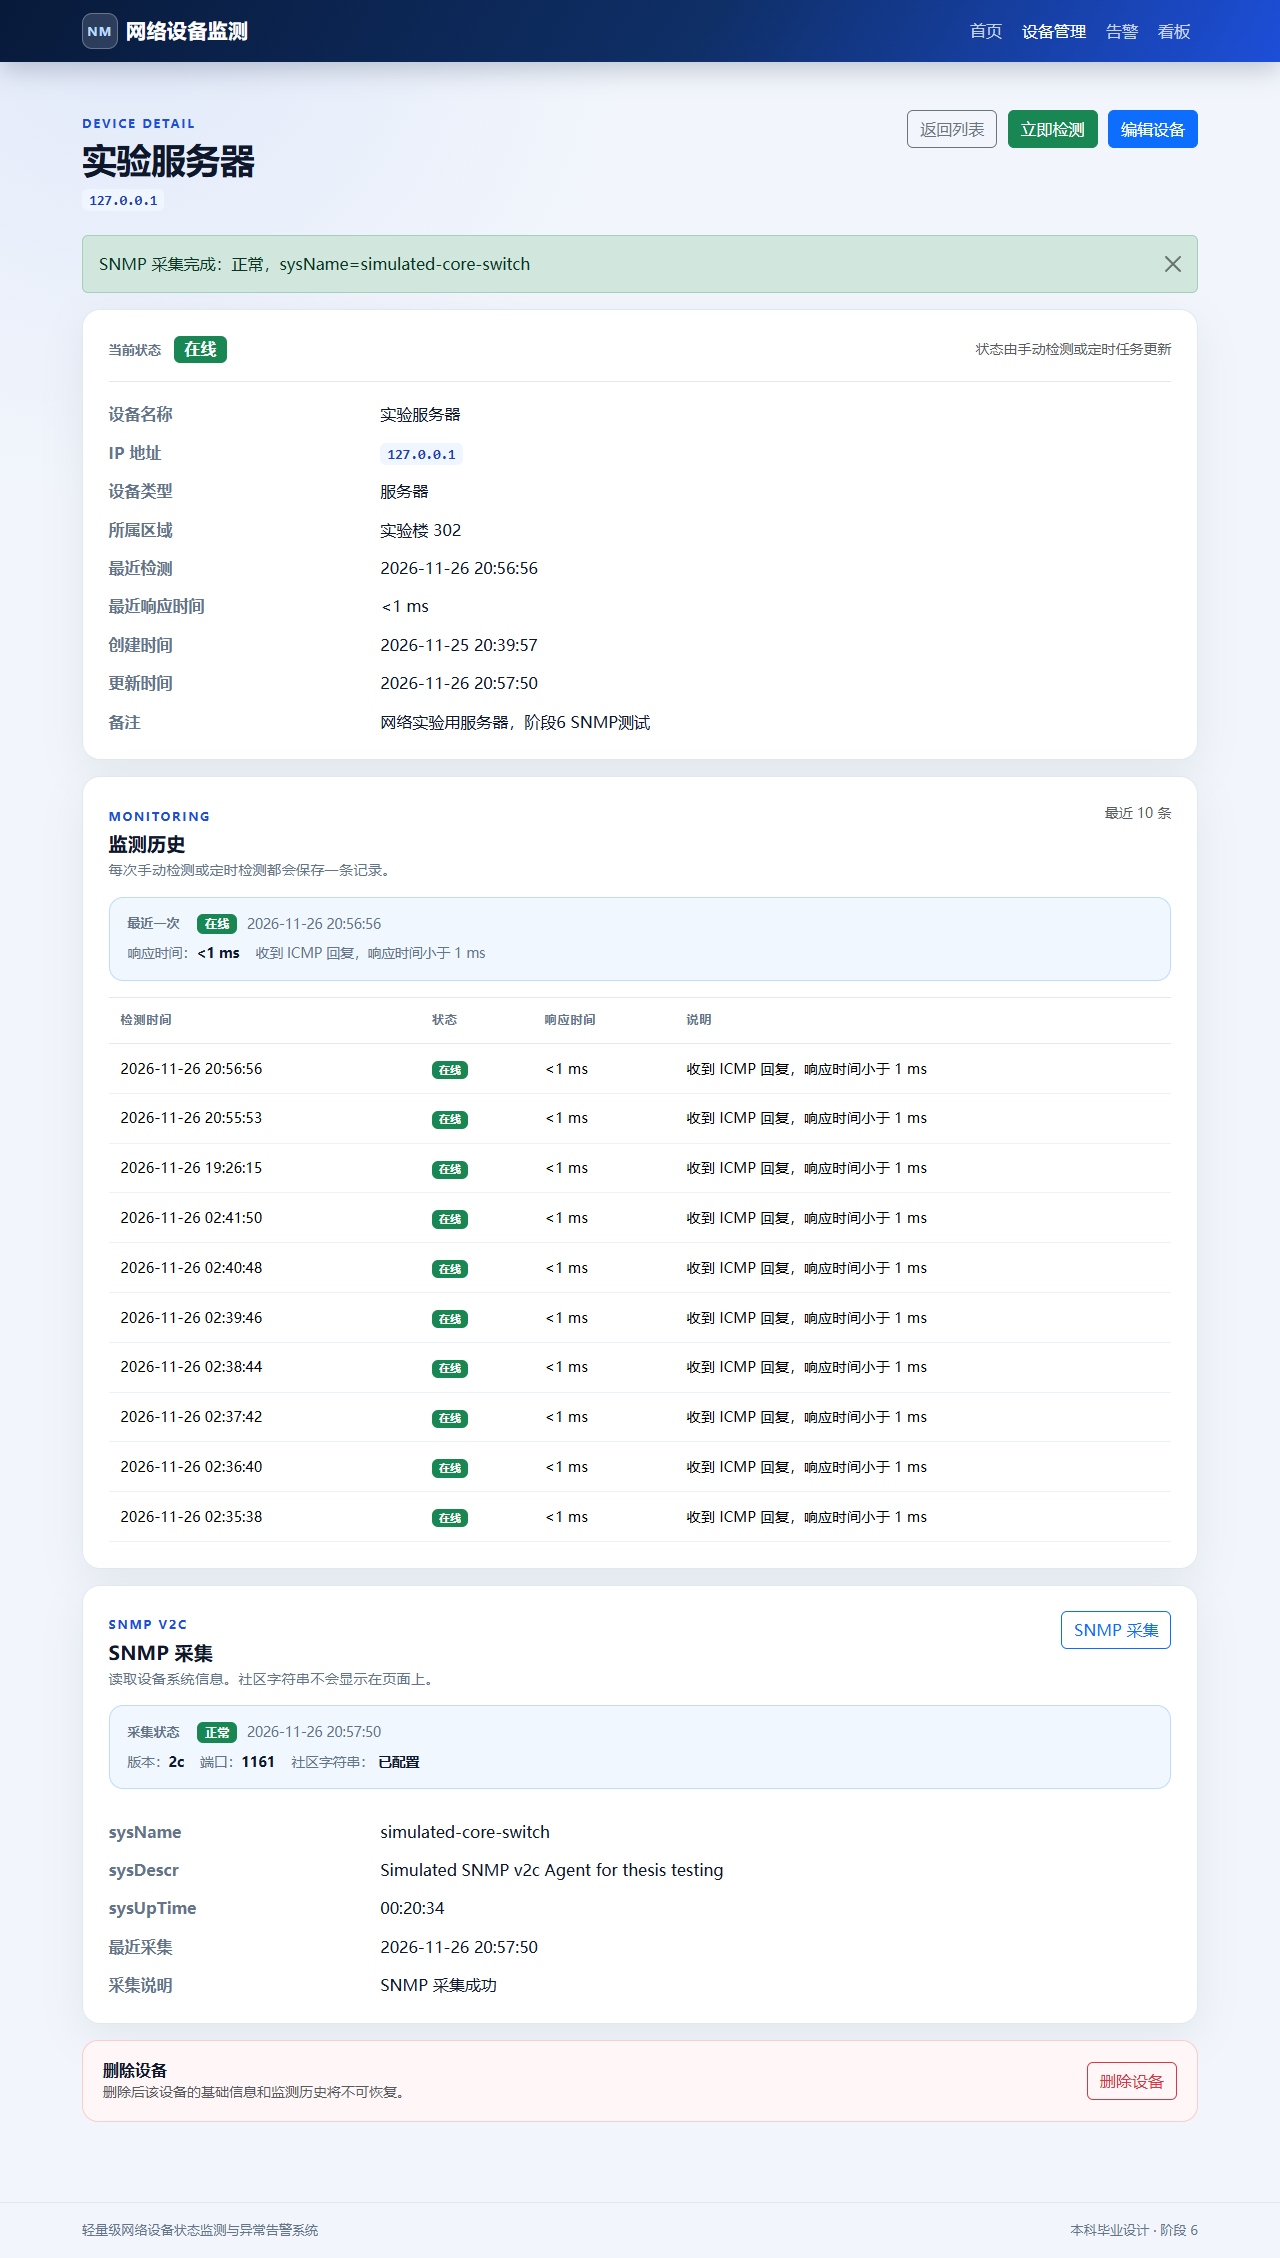 NM 网络设备监测 首页 设备管理 告警 看板
DEVICE DETAIL
实验服务器
127.0.0.1
返回列表 立即检测 编辑设备
SNMP 采集完成：正常，sysName=simulated-core-switch
当前状态 在线 状态由手动检测或定时任务更新
设备名称 实验服务器
IP 地址 127.0.0.1
设备类型 服务器
所属区域 实验楼 302
最近检测 2026-11-26 20:56:56
最近响应时间 <1 ms
创建时间 2026-11-25 20:39:57
更新时间 2026-11-26 20:57:50
备注 网络实验用服务器，阶段6 SNMP测试
MONITORING 最近 10 条
监测历史
每次手动检测或定时检测都会保存一条记录。
最近一次 在线 2026-11-26 20:56:56
响应时间： <1 ms 收到 ICMP 回复，响应时间小于 1 ms
检测时间 状态 响应时间 说明
2026-11-26 20:56:56 在线 <1 ms 收到 ICMP 回复，响应时间小于 1 ms
2026-11-26 20:55:53 在线 <1 ms 收到 ICMP 回复，响应时间小于 1 ms
2026-11-26 19:26:15 在线 <1 ms 收到 ICMP 回复，响应时间小于 1 ms
2026-11-26 02:41:50 在线 <1 ms 收到 ICMP 回复，响应时间小于 1 ms
2026-11-26 02:40:48 在线 <1 ms 收到 ICMP 回复，响应时间小于 1 ms
2026-11-26 02:39:46 在线 <1 ms 收到 ICMP 回复，响应时间小于 1 ms
2026-11-26 02:38:44 在线 <1 ms 收到 ICMP 回复，响应时间小于 1 ms
2026-11-26 02:37:42 在线 <1 ms 收到 ICMP 回复，响应时间小于 1 ms
2026-11-26 02:36:40 在线 <1 ms 收到 ICMP 回复，响应时间小于 1 ms
2026-11-26 02:35:38 在线 <1 ms 收到 ICMP 回复，响应时间小于 1 ms
SNMP V2C
SNMP 采集
读取设备系统信息。社区字符串不会显示在页面上。
SNMP 采集
采集状态 正常 2026-11-26 20:57:50
版本：2c 端口：1161 社区字符串： 已配置
sysName simulated-core-switch
sysDescr Simulated SNMP v2c Agent for thesis testing
sysUpTime 00:20:34
最近采集 2026-11-26 20:57:50
采集说明 SNMP 采集成功
删除设备
删除后该设备的基础信息和监测历史将不可恢复。
删除设备
轻量级网络设备状态监测与异常告警系统 本科毕业设计 · 阶段 6